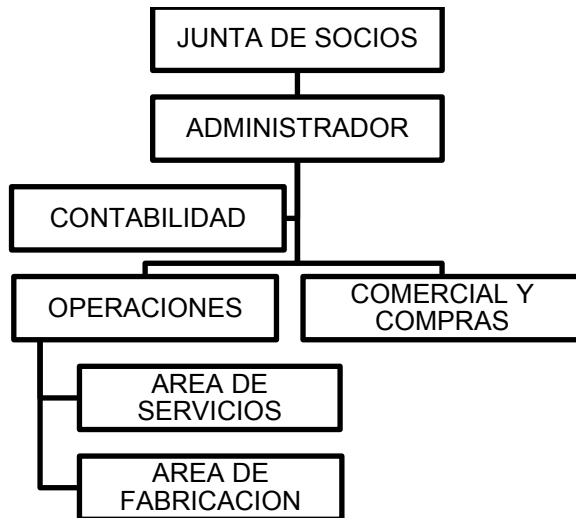 JUNTA DE SOCIOS
ADMINISTRADOR
CONTABILIDAD
OPERACIONES
COMERCIAL Y
COMPRAS
AREA DE
SERVICIOS
AREA DE
FABRICACION